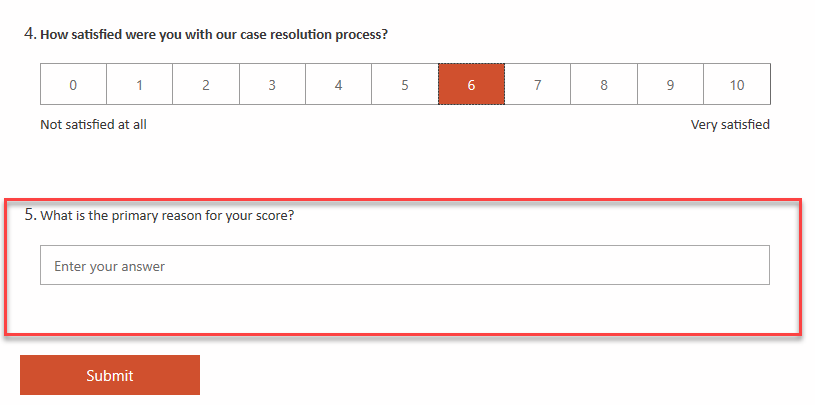 4. How satisfied were you with our case resolution process?
0 1 2 3 4 5 6 7 8 9 10
Not satisfied at all Very satisfied
5. What is the primary reason for your score?
Enter your answer
Submit